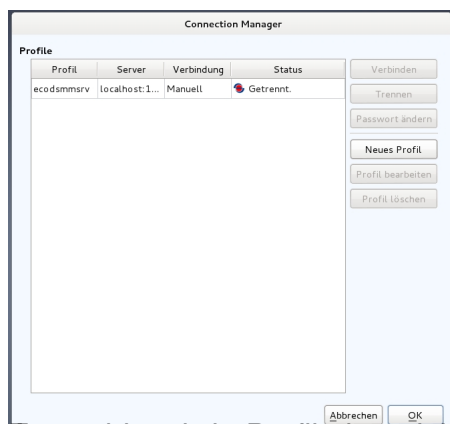 Connection Manager
Profile
Profil Server Verbindung Status
ecodsmmsrv localhost:1... Manuell Getrennt.
Verbinden
Trennen
Passwort ändern
Neues Profil
Profil bearbeiten
Profil löschen
Abbrechen OK